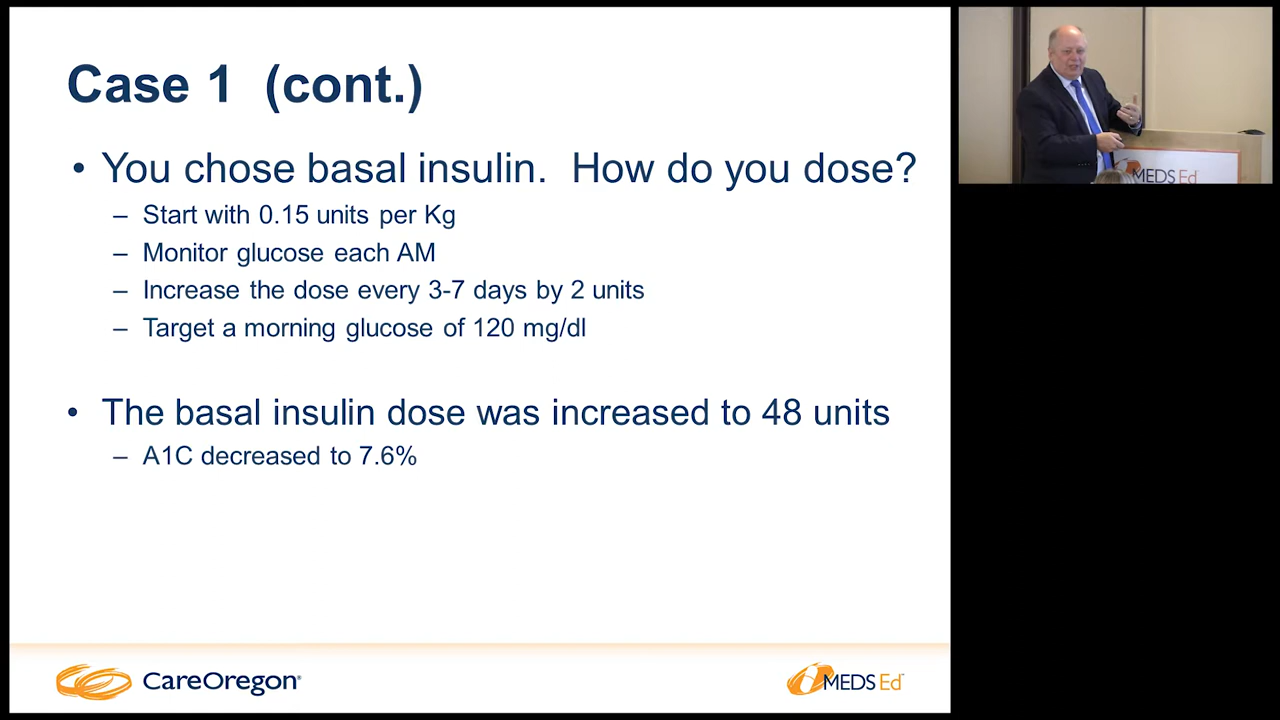 Case 1 (cont.)
• You chose basal insulin. How do you dose?
– Start with 0.15 units per Kg
– Monitor glucose each AM
– Increase the dose every 3-7 days by 2 units
– Target a morning glucose of 120 mg/dl
• The basal insulin dose was increased to 48 units
– A1C decreased to 7.6%
CareOregon®
MEDS Ed
MEDS Ed